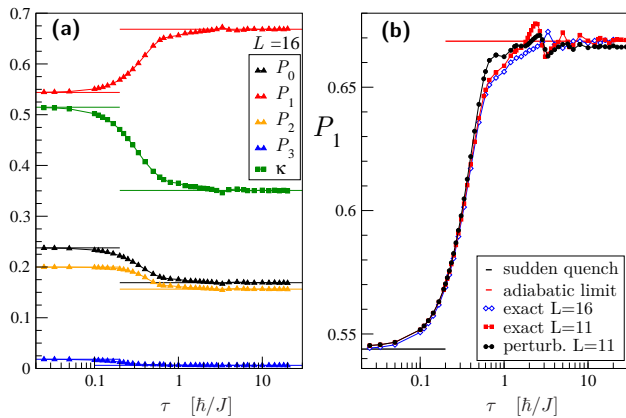 (a)
L =16
P0
P1
P2
P3
κ
0.7
0.6
0.5
0.4
0.3
0.2
0.1
0
0.1
1
10
τ [ħ/J]
(b)
P1
0.65
0.6
0.55
sudden quench
adiabatic limit
exact L=16
exact L=11
perturb. L=11
0.1
1
10
τ [ħ/J]